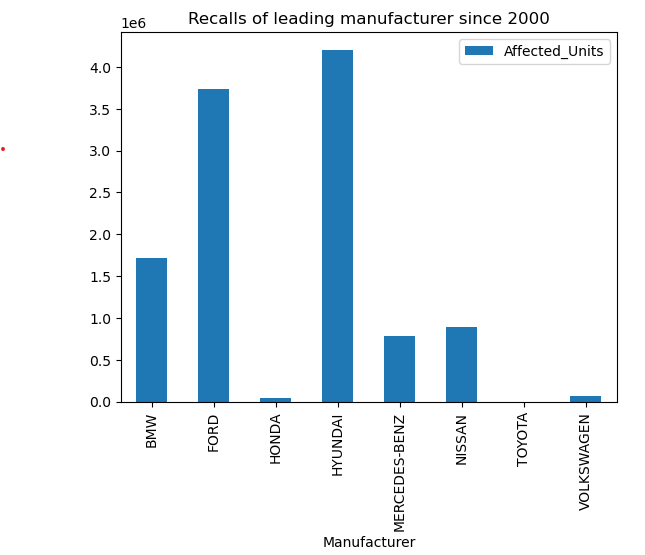 Recalls of leading manufacturer since 2000
1e6
Affected_Units
4.0
3.5
3.0
2.5
2.0
1.5
1.0
0.5
0.0
BMW
FORD
HONDA
HYUNDAI
MERCEDES-BENZ
NISSAN
TOYOTA
VOLKSWAGEN
Manufacturer